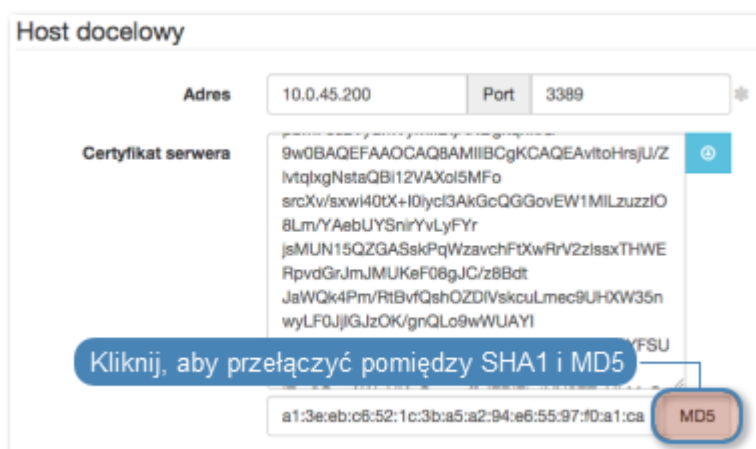 Host docelowy
Adres 10.0.45.200 Port 3389
Certyfikat serwera
9w0BAQEFAAOCAQ8AMIIBCgKCAQEAvltoHrsjU/Z
lvtqlxgNstaQBi12VAXol5MFo
srcXv/sxwi40tX+I0iycl3AkGcQGGovEW1MILzuzzIO
8Lm/YAebUYSnirYvLyFYr
jsMUN15QZGASskPqWzavchFtXwRrV2zlssxTHWE
RpvdGrJmJMUKeF08gJC/z8Bdt
JaWQk4Pm/RtBvfQshOZDIVskcuLmec9UHXW35n
wyLF0JjlGJzOK/gnQLo9wWUAYI
YFSU
Kliknij, aby przełączyć pomiędzy SHA1 i MD5
a1:3e:eb:c6:52:1c:3b:a5:a2:94:e6:55:97:f0:a1:ca MD5